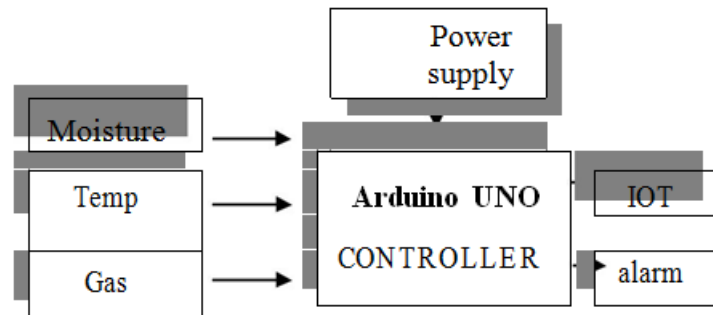 Power
supply
Moisture
Temp
Gas
Arduino UNO
CONTROLLER
IOT
alarm